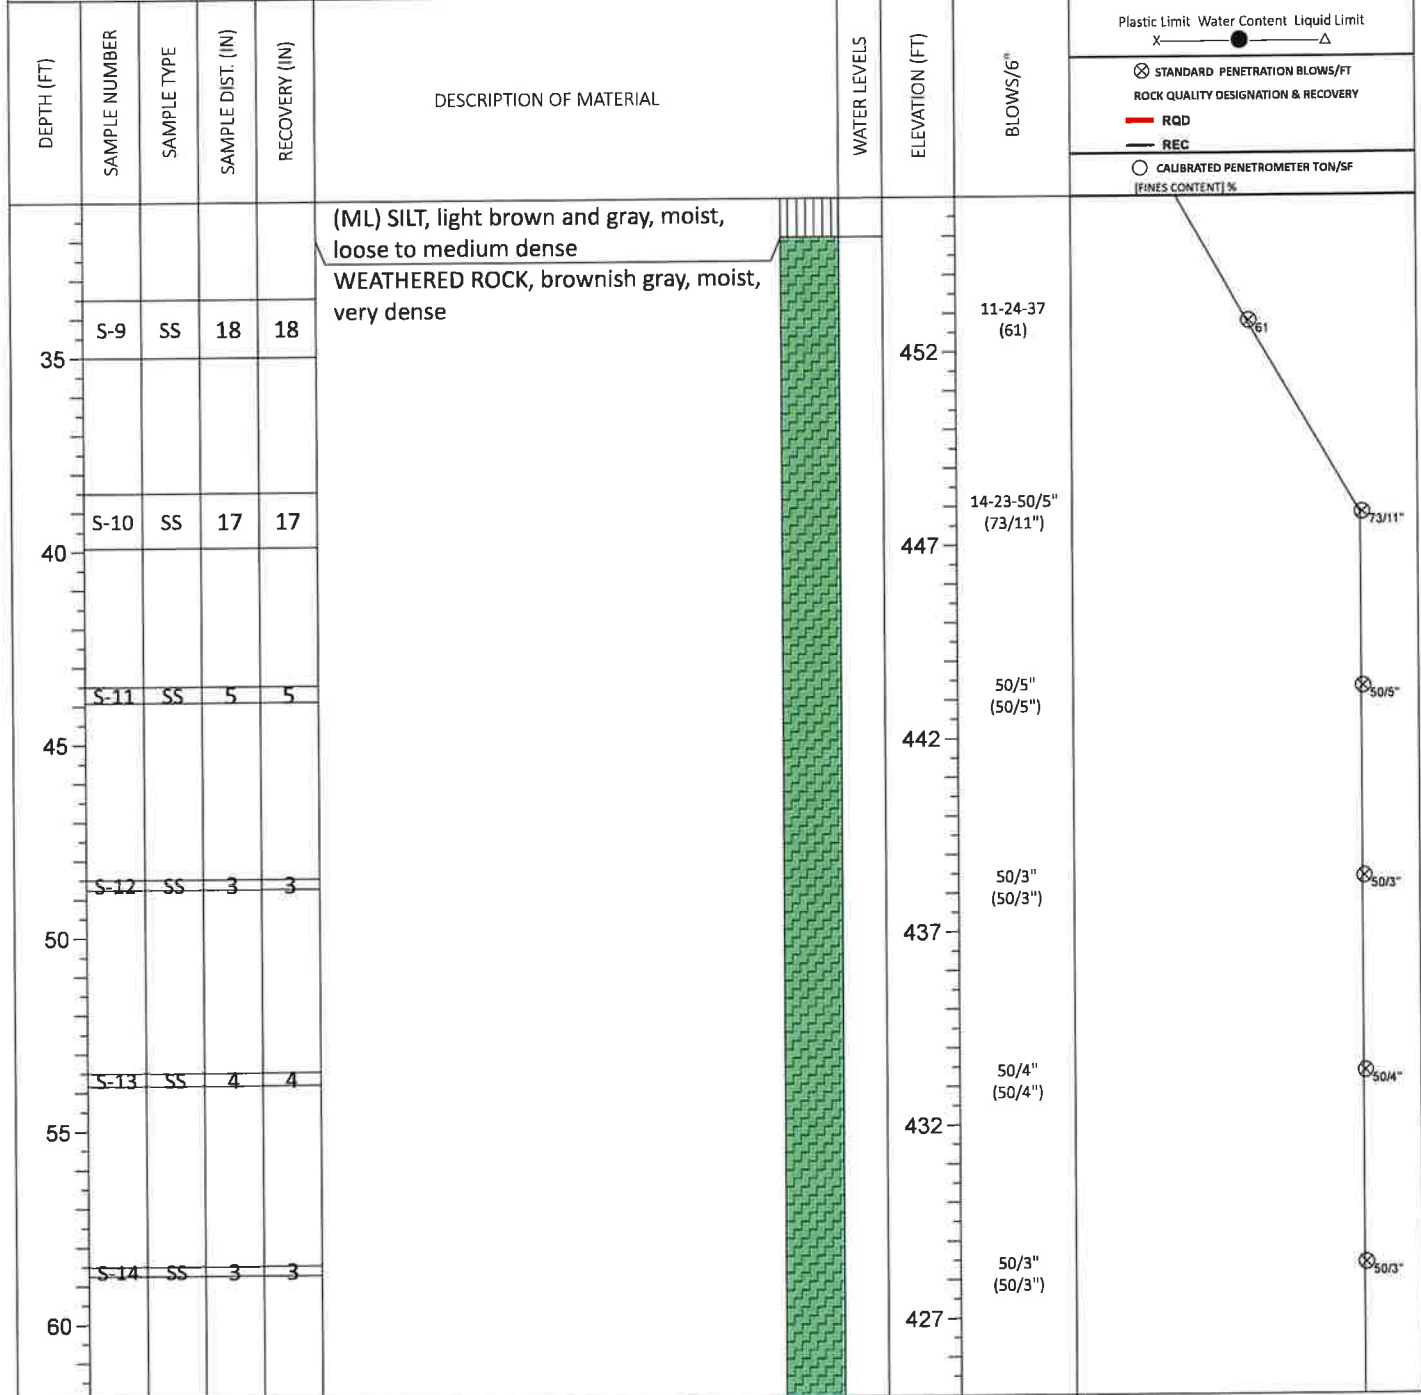 DEPTH (FT)
SAMPLE NUMBER
SAMPLE TYPE
SAMPLE DIST. (IN)
RECOVERY (IN)
DESCRIPTION OF MATERIAL
WATER LEVELS
ELEVATION (FT)
BLOWS/6"
Plastic Limit Water Content Liquid Limit
X
STANDARD PENETRATION BLOWS/FT
ROCK QUALITY DESIGNATION & RECOVERY
RQD
REC
CALIBRATED PENETROMETER TON/SF
[FINES CONTENT] %
(ML) SILT, light brown and gray, moist,
loose to medium dense
WEATHERED ROCK, brownish gray, moist,
very dense
S-9 SS 18 18
11-24-37
(61)
61
35
452
S-10 SS 17 17
14-23-50/5"
(73/11")
73/11"
40
447
S-11 SS 5 5
50/5"
(50/5")
50/5"
45
442
S-12 SS 3 3
50/3"
(50/3")
50/3"
50
437
S-13 SS 4 4
50/4"
(50/4")
50/4"
55
432
S-14 SS 3 3
50/3"
(50/3")
50/3"
60
427